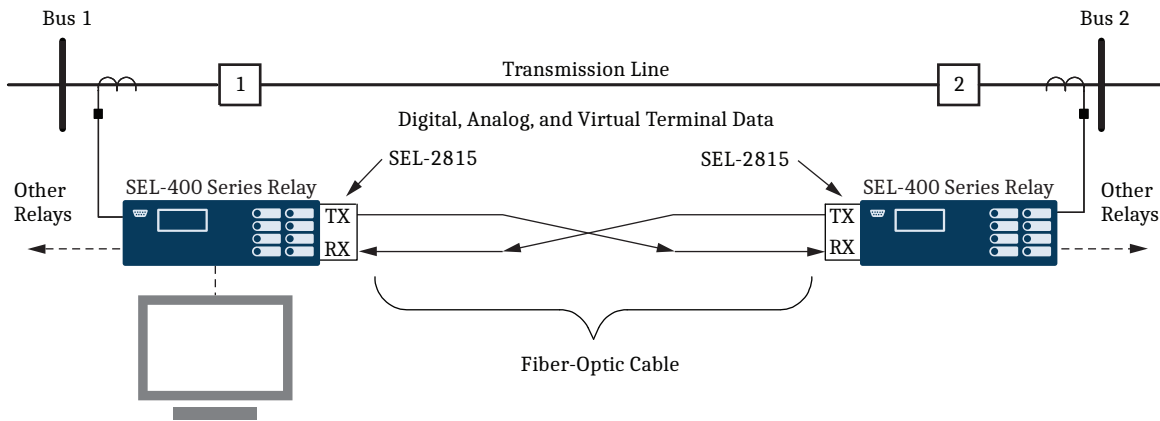 Bus 1
Bus 2
Transmission Line
1
2
Digital, Analog, and Virtual Terminal Data
SEL-2815
SEL-2815
SEL-400 Series Relay
SEL-400 Series Relay
Other
Relays
Other
Relays
TX
RX
TX
RX
Fiber-Optic Cable